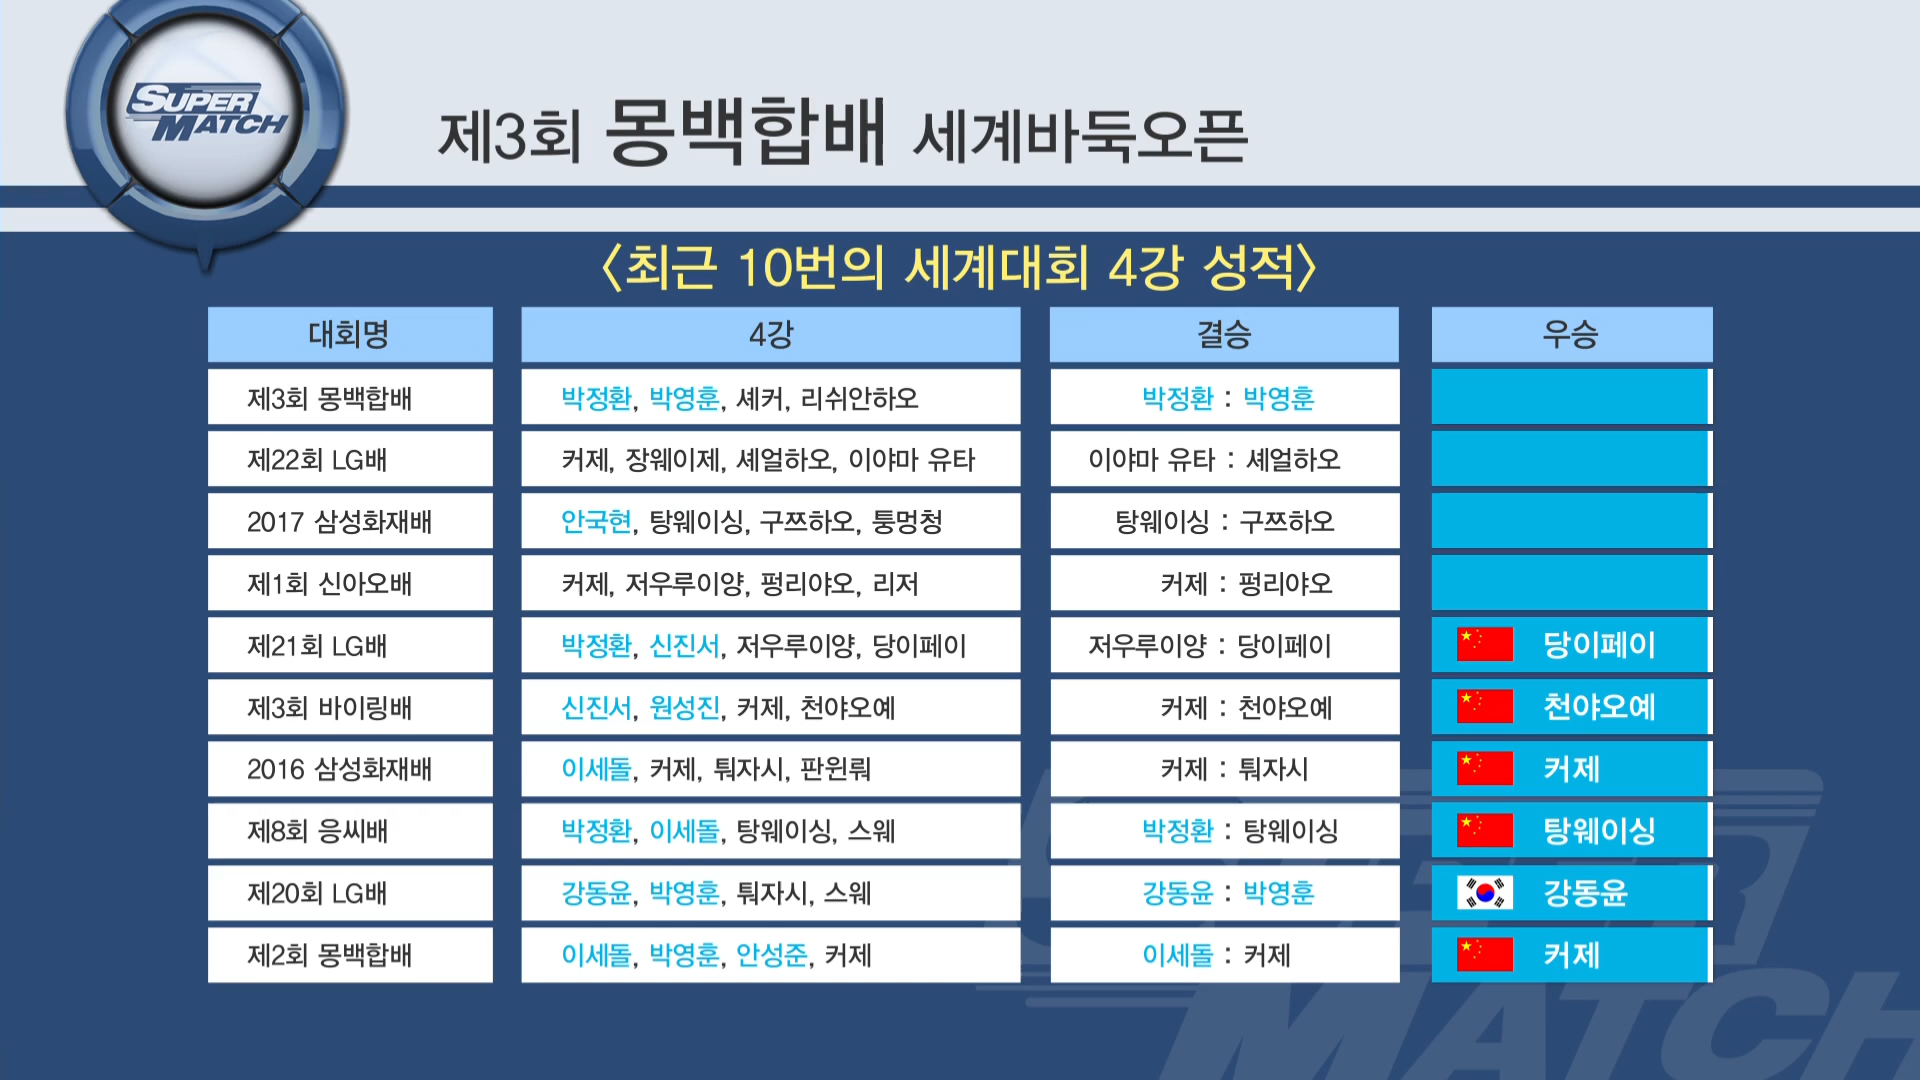 SUPER
MATCH
제3회 몽백합배 세계바둑오픈
<최근 10번의 세계대회 4강 성적>
대회명 4강 결승 우승
제3회 몽백합배 박정환, 박영훈, 셰커, 리쉬안하오 박정환 : 박영훈
제22회 LG배 커제, 장웨이제, 셰얼하오, 이야마 유타 이야마 유타 : 셰얼하오
2017 삼성화재배 안국현, 탕웨이싱, 구쯔하오, 퉁멍청 탕웨이싱 : 구쯔하오
제1회 신아오배 커제, 저우루이양, 펑리야오, 리저 커제 : 펑리야오
제21회 LG배 박정환, 신진서, 저우루이양, 당이페이 저우루이양 : 당이페이 당이페이
제3회 바이링배 신진서, 원성진, 커제, 천야오예 커제 : 천야오예 천야오예
2016 삼성화재배 이세돌, 커제, 퉈자시, 판윈뤄 커제 : 퉈자시 커제
제8회 응씨배 박정환, 이세돌, 탕웨이싱, 스웨 박정환 : 탕웨이싱 탕웨이싱
제20회 LG배 강동윤, 박영훈, 퉈자시, 스웨 강동윤 : 박영훈 강동윤
제2회 몽백합배 이세돌, 박영훈, 안성준, 커제 이세돌 : 커제 커제
SUPER
MATCH